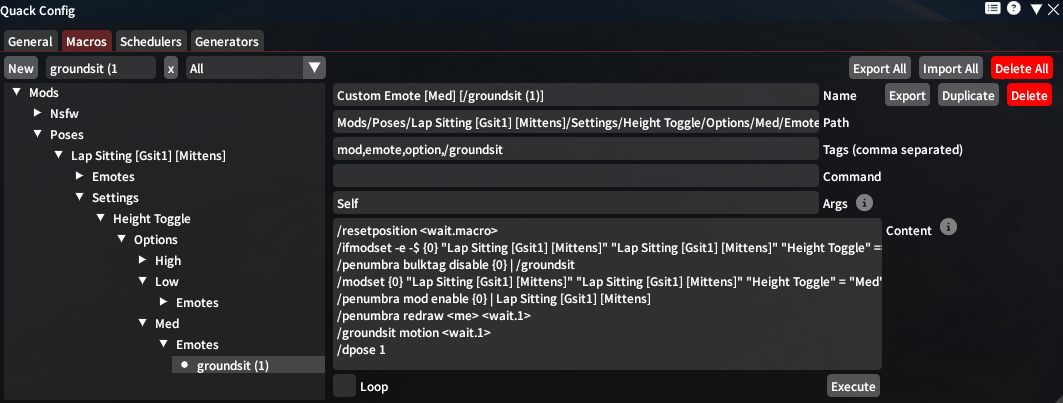 Quack Config
General Macros Schedulers Generators
New groundsit (1 x All Export All Import All Delete All
Mods
Nsfw
Poses
Lap Sitting [Gsit1] [Mittens]
Emotes
Settings
Height Toggle
Options
High
Low
Emotes
Med
Emotes
groundsit (1)
Custom Emote [Med] [/groundsit (1)] Name Export Duplicate Delete
Mods/Poses/Lap Sitting [Gsit1] [Mittens]/Settings/Height Toggle/Options/Med/Emote Path
mod,emote,option,/groundsit Tags (comma separated)
Command
Self Args
/resetposition <wait.macro> Content
/ifmodset -e -$ {0} "Lap Sitting [Gsit1] [Mittens]" "Lap Sitting [Gsit1] [Mittens]" "Height Toggle" ==
/penumbra bulktag disable {0} | /groundsit
/modset {0} "Lap Sitting [Gsit1] [Mittens]" "Lap Sitting [Gsit1] [Mittens]" "Height Toggle" = "Med"
/penumbra mod enable {0} | Lap Sitting [Gsit1] [Mittens]
/penumbra redraw <me> <wait.1>
/groundsit motion <wait.1>
/dpose 1
Loop Execute